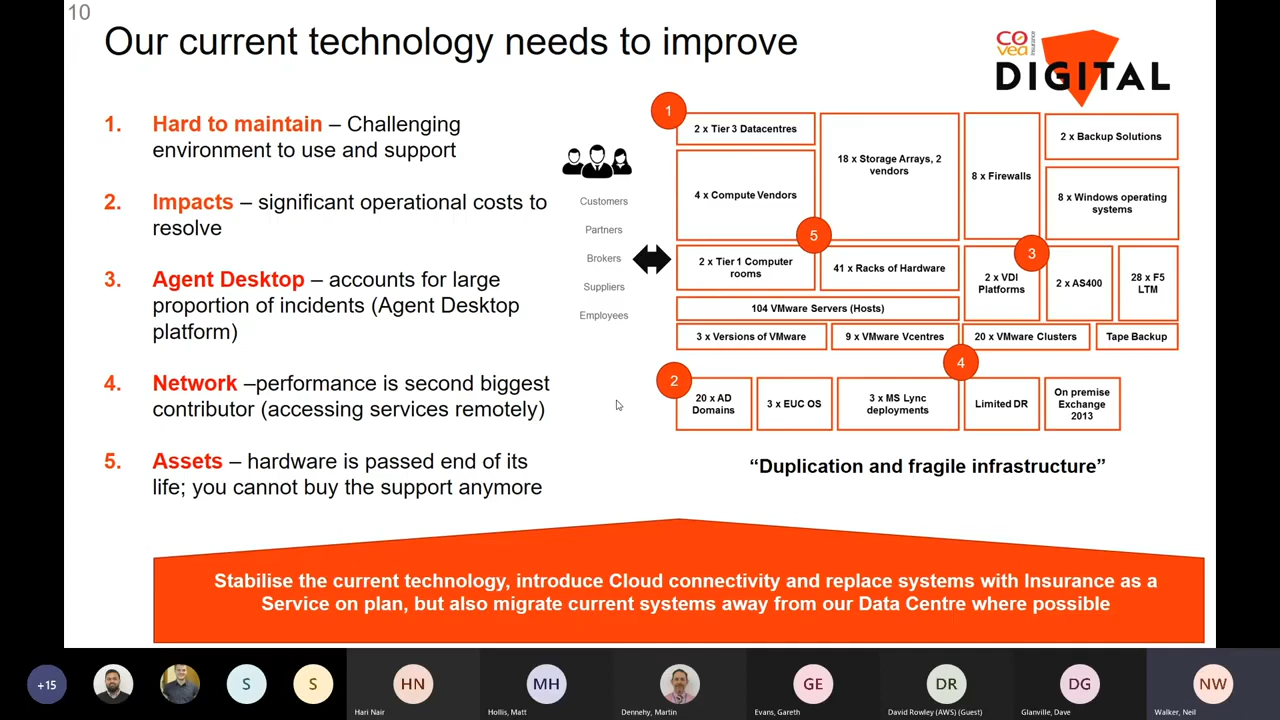 10
Our current technology needs to improve
CO
vea
insurance
DIGITAL
1. Hard to maintain – Challenging
environment to use and support
2. Impacts – significant operational costs to
resolve
3. Agent Desktop – accounts for large
proportion of incidents (Agent Desktop
platform)
4. Network –performance is second biggest
contributor (accessing services remotely)
5. Assets – hardware is passed end of its
life; you cannot buy the support anymore
Customers
Partners
Brokers
Suppliers
Employees
1
2 x Tier 3 Datacentres
18 x Storage Arrays, 2
vendors
8 x Firewalls
2 x Backup Solutions
4 x Compute Vendors
8 x Windows operating
systems
5
3
2 x Tier 1 Computer
rooms
41 x Racks of Hardware
2 x VDI
Platforms
2 x AS400
28 x F5
LTM
104 VMware Servers (Hosts)
3 x Versions of VMware
9 x VMware Vcentres
20 x VMware Clusters
Tape Backup
2
4
20 x AD
Domains
3 x EUC OS
3 x MS Lync
deployments
Limited DR
On premise
Exchange
2013
“Duplication and fragile infrastructure”
Stabilise the current technology, introduce Cloud connectivity and replace systems with Insurance as a
Service on plan, but also migrate current systems away from our Data Centre where possible
+15
S
S
HN
Hari Nair
MH
Hollis, Matt
Dennehy, Martin
GE
Evans, Gareth
DR
David Rowley (AWS) (Guest)
DG
Glanville, Dave
NW
Walker, Neil